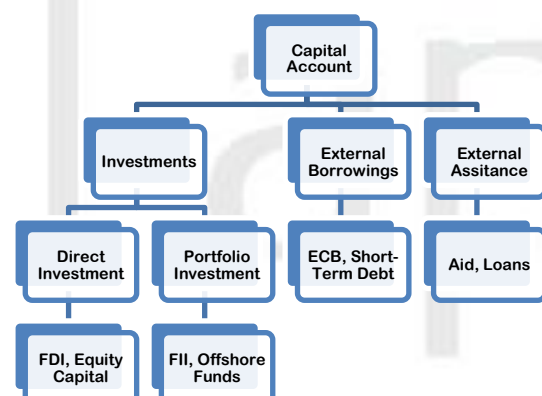 Capital
Account
Investments
External
Borrowings
External
Assitance
Direct
Investment
Portfolio
Investment
ECB, Short-
Term Debt
Aid, Loans
FDI, Equity
Capital
FII, Offshore
Funds